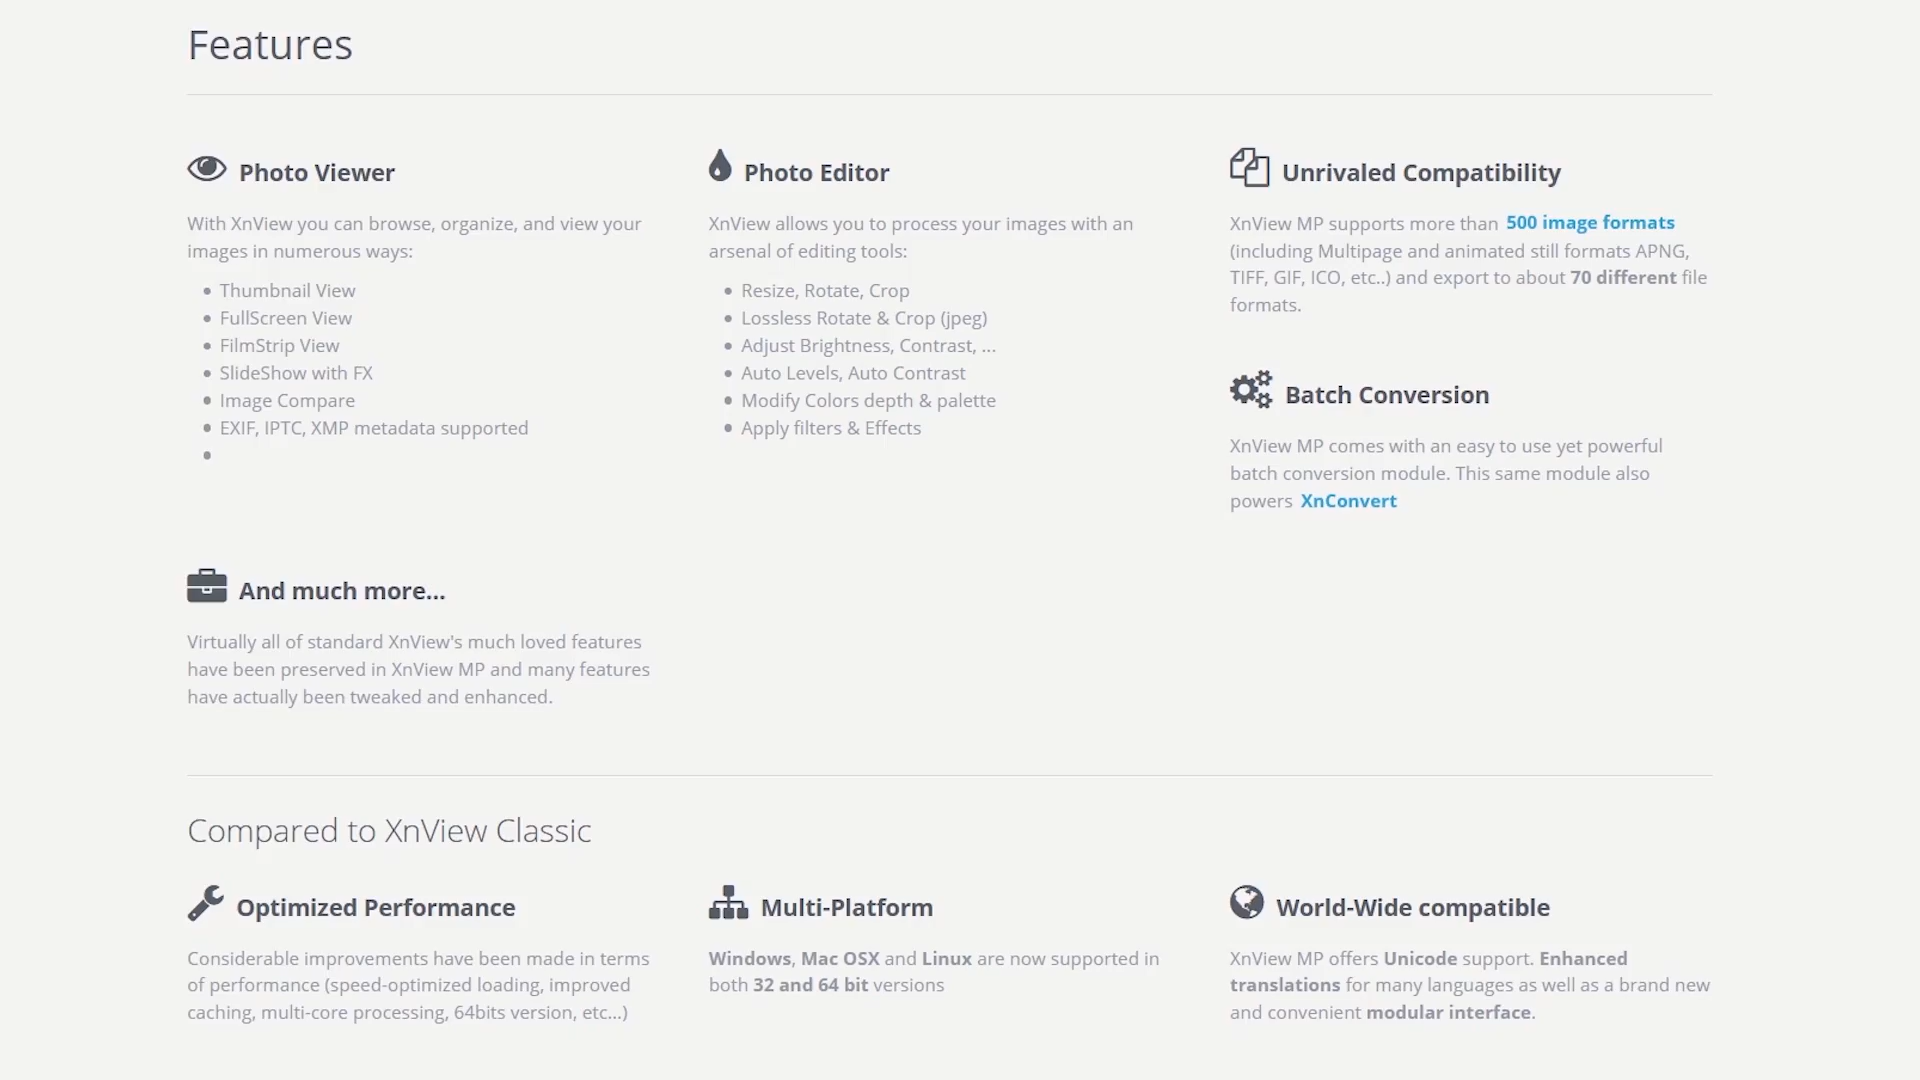 Features
Photo Viewer
With XnView you can browse, organize, and view your
images in numerous ways:
Thumbnail View
FullScreen View
FilmStrip View
SlideShow with FX
Image Compare
EXIF, IPTC, XMP metadata supported
Photo Editor
XnView allows you to process your images with an
arsenal of editing tools:
Resize, Rotate, Crop
Lossless Rotate & Crop (jpeg)
Adjust Brightness, Contrast, ...
Auto Levels, Auto Contrast
Modify Colors depth & palette
Apply filters & Effects
Unrivaled Compatibility
XnView MP supports more than 500 image formats
(including Multipage and animated still formats APNG,
TIFF, GIF, ICO, etc..) and export to about 70 different file
formats.
Batch Conversion
XnView MP comes with an easy to use yet powerful
batch conversion module. This same module also
powers XnConvert
And much more...
Virtually all of standard XnView's much loved features
have been preserved in XnView MP and many features
have actually been tweaked and enhanced.
Compared to XnView Classic
Optimized Performance
Considerable improvements have been made in terms
of performance (speed-optimized loading, improved
caching, multi-core processing, 64bits version, etc...)
Multi-Platform
Windows, Mac OSX and Linux are now supported in
both 32 and 64 bit versions
World-Wide compatible
XnView MP offers Unicode support. Enhanced
translations for many languages as well as a brand new
and convenient modular interface.